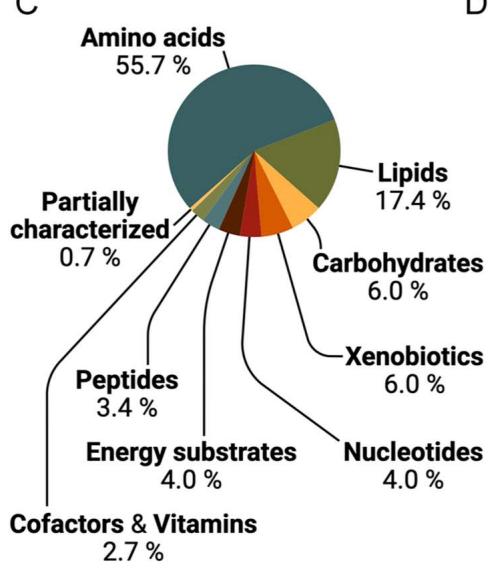 C
D
Amino acids
55.7 %
Lipids
17.4 %
Partially
characterized
0.7 %
Carbohydrates
6.0 %
Xenobiotics
6.0 %
Peptides
3.4 %
Energy substrates
4.0 %
Nucleotides
4.0 %
Cofactors & Vitamins
2.7 %